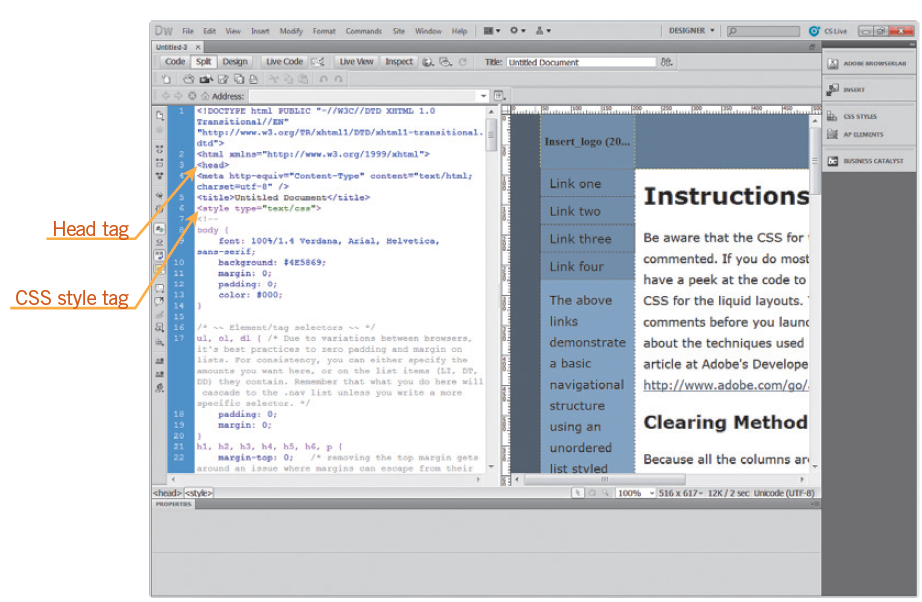 DW File Edit View Insert Modify Format Commands Site Window Help
DESIGNER
CS Live
Untitled-3 x
Code Split Design Live Code Live View Inspect Title: Untitled Document
Address:
1 <!DOCTYPE html PUBLIC "-//W3C//DTD XHTML 1.0
Transitional//EN"
"http://www.w3.org/TR/xhtml1/DTD/xhtml1-transitional.
dtd">
2 <html xmlns="http://www.w3.org/1999/xhtml">
3 <head>
4 <meta http-equiv="Content-Type" content="text/html;
charset=utf-8" />
5 <title>Untitled Document</title>
6 <style type="text/css">
7 <!--
8 body {
9 font: 100%/1.4 Verdana, Arial, Helvetica,
sans-serif;
10 background: #4E5869;
11 margin: 0;
12 padding: 0;
13 color: #000;
14 }
15
16 /* ~~ Element/tag selectors ~~ */
17 ul, ol, dl { /* Due to variations between browsers,
it's best practices to zero padding and margin on
lists. For consistency, you can either specify the
amounts you want here, or on the list items (LI, DT,
DD) they contain. Remember that what you do here will
cascade to the .nav list unless you write a more
specific selector. */
18 padding: 0;
19 margin: 0;
20 }
21 h1, h2, h3, h4, h5, h6, p {
22 margin-top: 0; /* removing the top margin gets
around an issue where margins can escape from their
Head tag
CSS style tag
0 50 100 150 200 250 300 350 400 450 500
Insert_logo (20...
Link one
Link two
Link three
Link four
The above
links
demonstrate
a basic
navigational
structure
using an
unordered
list styled
Instructions
Be aware that the CSS for
commented. If you do most
have a peek at the code to
CSS for the liquid layouts.
comments before you laun
about the techniques used
article at Adobe's Develope
http://www.adobe.com/go/
Clearing Method
Because all the columns are
ADOBE BROWSERLAB
INSERT
CSS STYLES
AP ELEMENTS
BUSINESS CATALYST
<head> <style>
100% 516 x 617 12K / 2 sec Unicode (UTF-8)
PROPERTIES